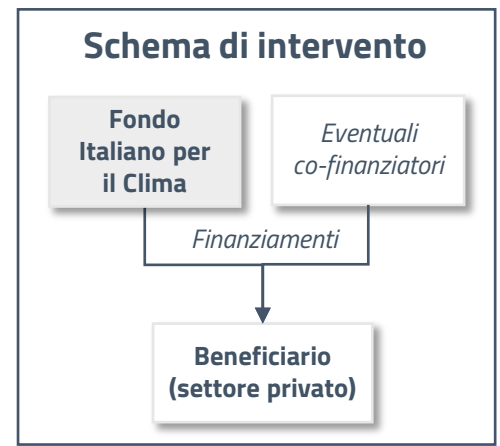 Schema di intervento
Fondo
Italiano per
il Clima
Eventuali
co-finanziatori
Finanziamenti
Beneficiario
(settore privato)